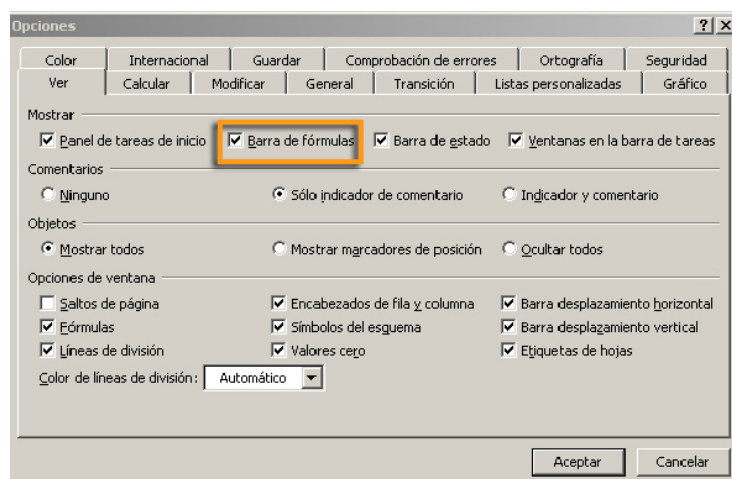 Opciones
Color Internacional Guardar Comprobación de errores Ortografía Seguridad
Ver Calcular Modificar General Transición Listas personalizadas Gráfico
Mostrar
Panel de tareas de inicio Barra de fórmulas Barra de estado Ventanas en la barra de tareas
Comentarios
Ninguno Sólo indicador de comentario Indicador y comentario
Objetos
Mostrar todos Mostrar marcadores de posición Ocultar todos
Opciones de ventana
Saltos de página Encabezados de fila y columna Barra desplazamiento horizontal
Fórmulas Símbolos del esguema Barra desplazamiento vertical
Líneas de división Valores cero Etiquetas de hojas
Color de líneas de división: Automático
Aceptar Cancelar